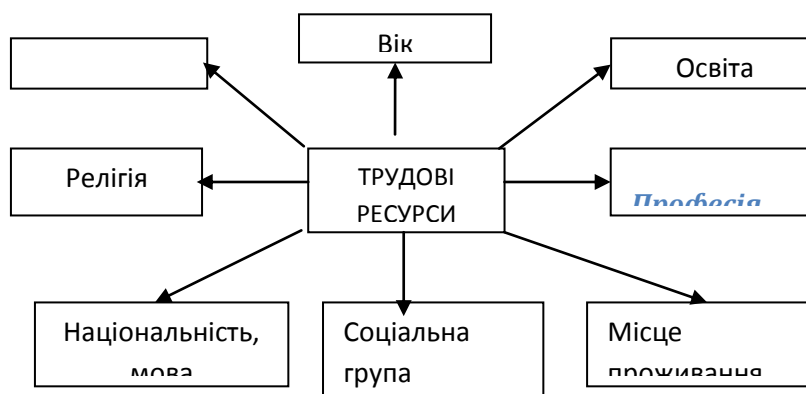 Вік
Освіта
Релігія
ТРУДОВІ
РЕСУРСИ
Професія
Національність,
мова
Соціальна
група
Місце
проживання